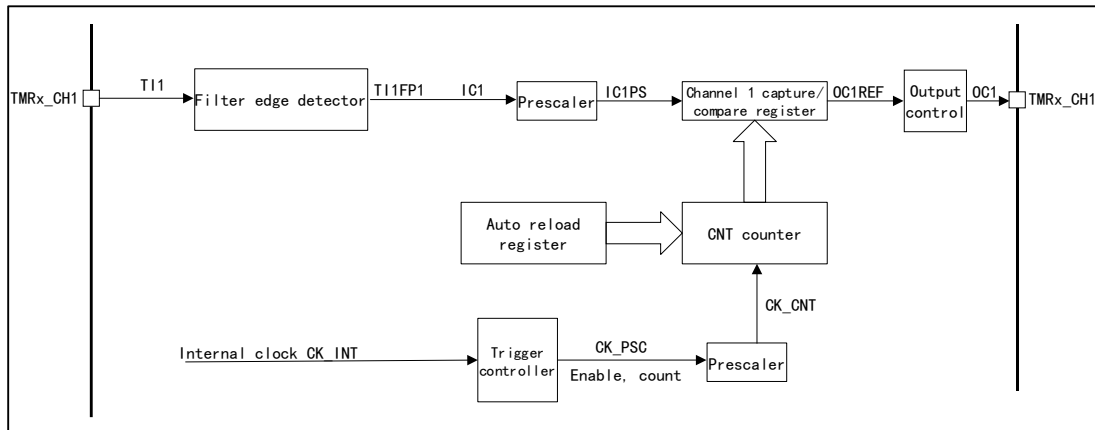 TI1
TI1FP1
IC1
IC1PS
OC1REF
OC1
TMRx_CH1
Filter edge detector
Prescaler
Channel 1 capture/
compare register
Output
control
TMRx_CH1
Auto reload
register
CNT counter
CK_CNT
Internal clock CK_INT
Trigger
controller
CK_PSC
Enable, count
Prescaler